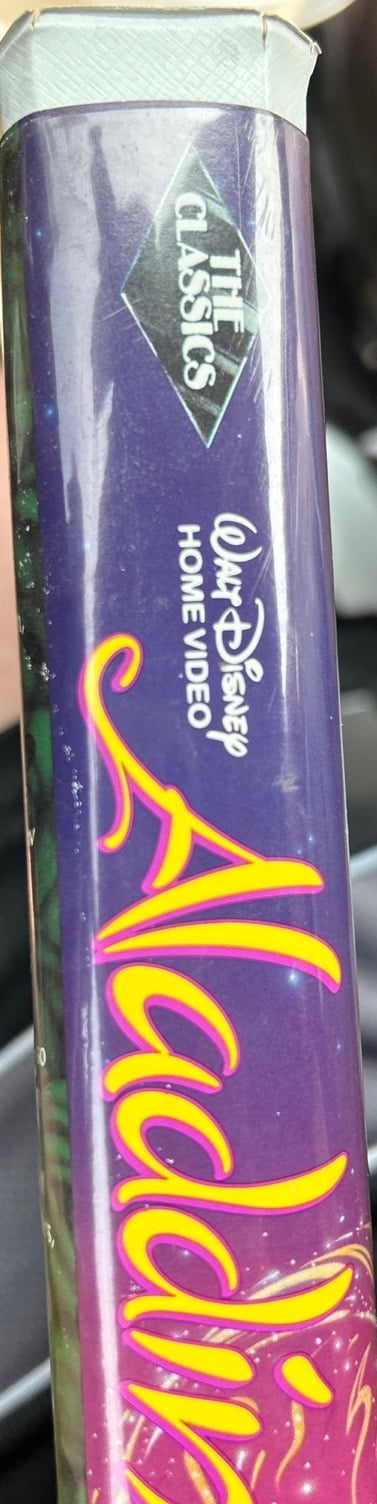 THE
CLASSICS
WALT DISNEY
HOME VIDEO
Aladdin